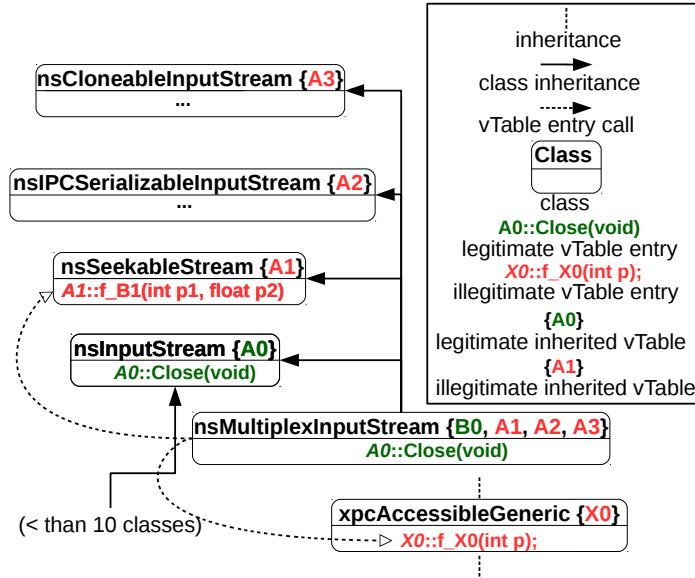 nsCloneableInputStream {A3}
...
nsIPCSerializableInputStream {A2}
...
nsSeekableStream {A1}
A1::f_B1(int p1, float p2)
nsInputStream {A0}
A0::Close(void)
nsMultiplexInputStream {B0, A1, A2, A3}
A0::Close(void)
(< than 10 classes)
xpcAccessibleGeneric {X0}
X0::f_X0(int p);
inheritance
class inheritance
vTable entry call
Class
class
A0::Close(void)
legitimate vTable entry
X0::f_X0(int p);
illegitimate vTable entry
{A0}
legitimate inherited vTable
{A1}
illegitimate inherited vTable